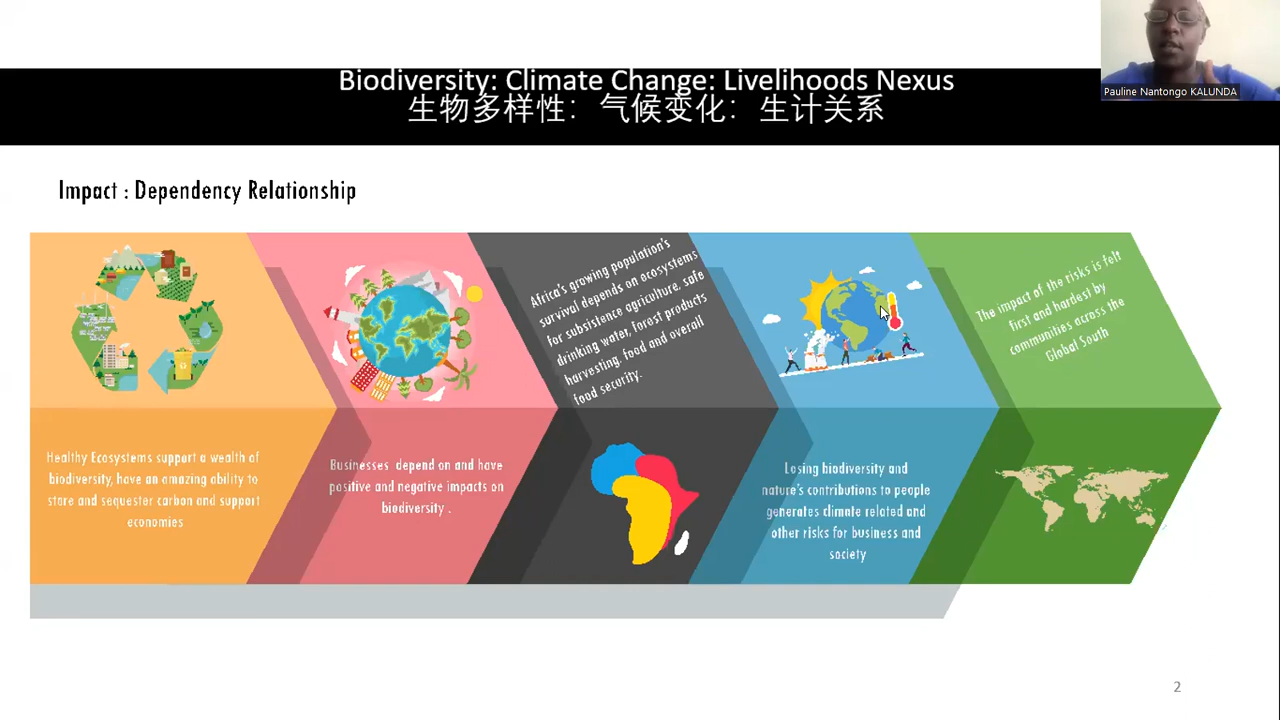 Biodiversity: Climate Change: Livelihoods Nexus
生物多样性：气候变化：生计关系
Pauline Nantongo KALUNDA
Impact : Dependency Relationship
Healthy Ecosystems support a wealth of
biodiversity, have an amazing ability to
store and sequester carbon and support
economies
Businesses depend on and have
positive and negative impacts on
biodiversity .
Africa's growing population's
survival depends on ecosystems
for subsistence agriculture, safe
drinking water, forest products
harvesting, food and overall
food security.
Losing biodiversity and
nature's contributions to people
generates climate related and
other risks for business and
society
The impact of the risks is felt
first and hardest by
communities across the
Global South
2